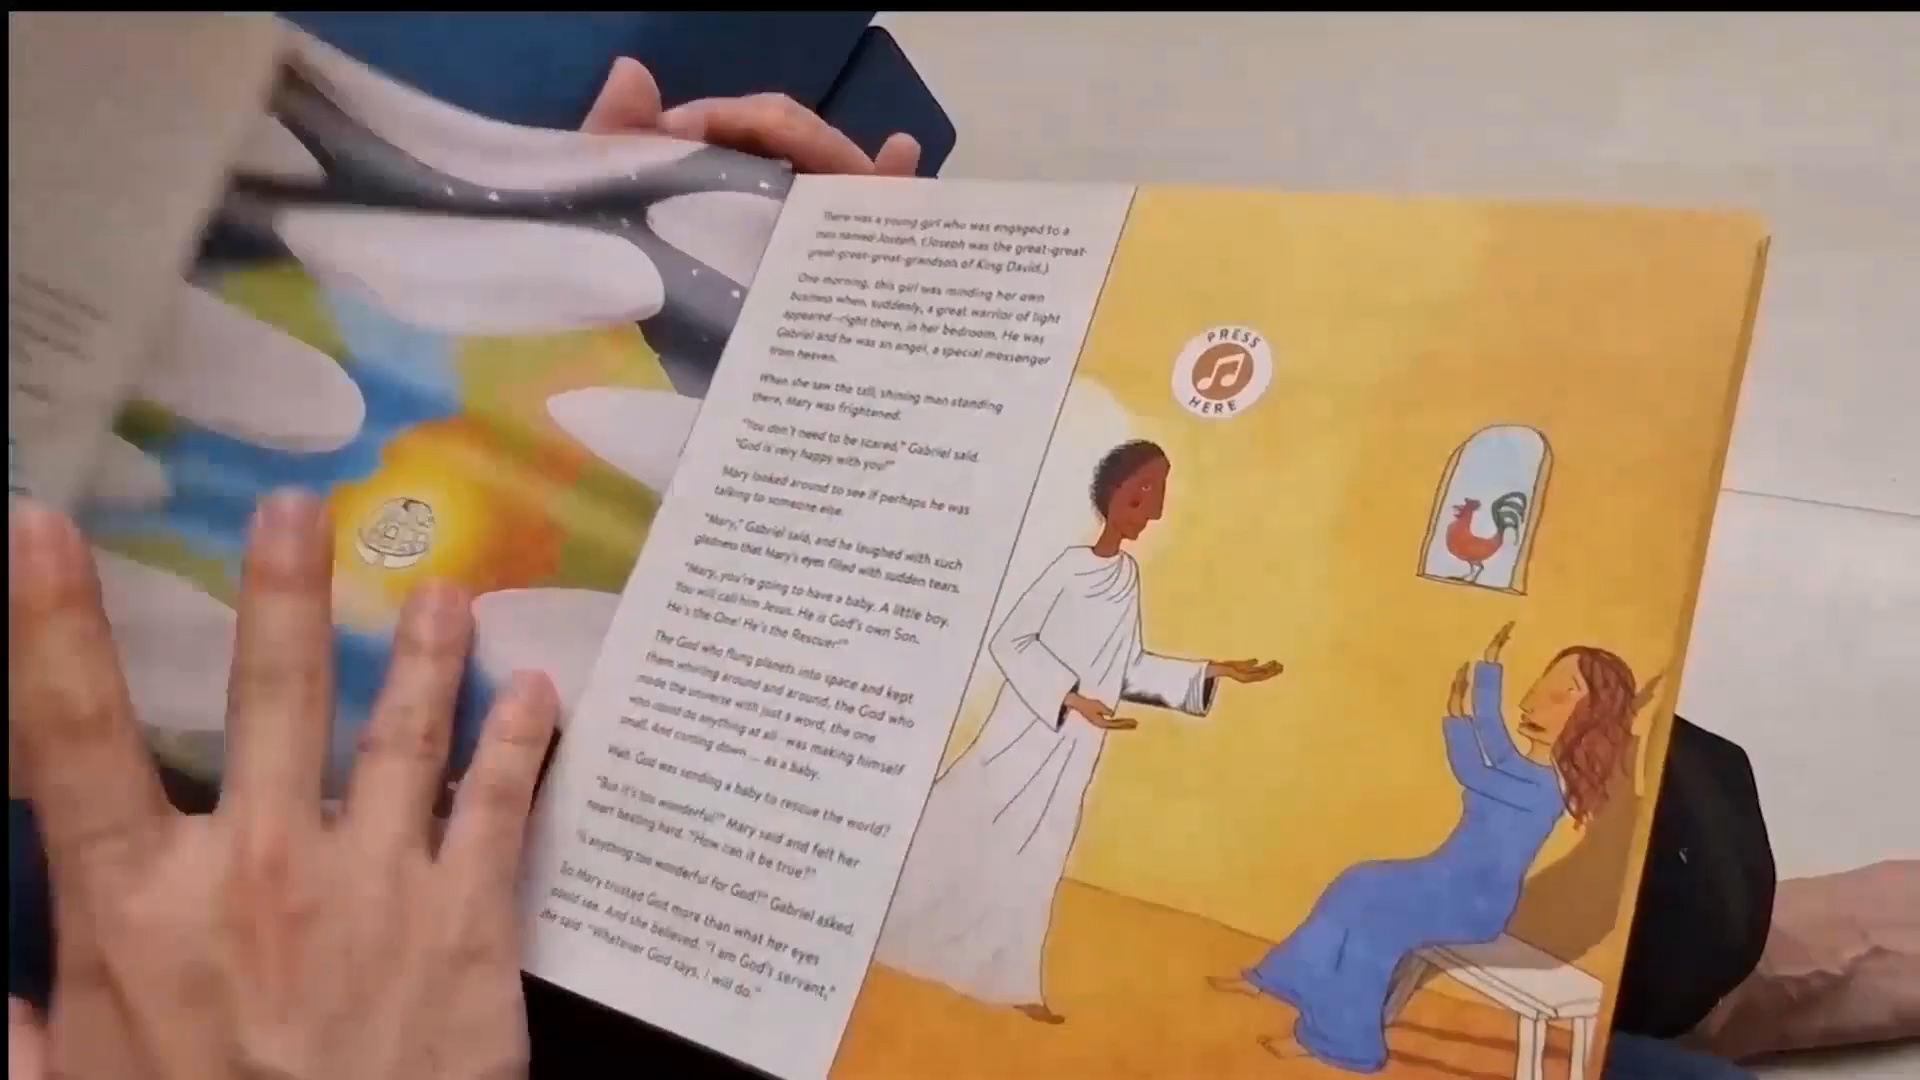 There was a young girl who was engaged to a
man named Joseph. (Joseph was the great-great-
great-great-great-grandson of King David.)
One morning, this girl was minding her own
business when, suddenly, a great warrior of light
appeared—right there, in her bedroom. He was
Gabriel and he was an angel, a special messenger
from heaven.
When she saw the tall, shining man standing
there, Mary was frightened.
"You don't need to be scared," Gabriel said.
"God is very happy with you!"
Mary looked around to see if perhaps he was
talking to someone else.
"Mary," Gabriel said, and he laughed with such
gladness that Mary's eyes filled with sudden tears.
"Mary, you're going to have a baby. A little boy.
You will call him Jesus. He is God's own Son.
He's the One! He's the Rescuer!"
The God who flung planets into space and kept
them whirling around and around, the God who
made the universe with just a word, the one
who could do anything at all—was making himself
small. And coming down ... as a baby.
Wait. God was sending a baby to rescue the world?
"But it's too wonderful!" Mary said and felt her
heart beating hard. "How can it be true?"
"Is anything too wonderful for God?" Gabriel asked.
So Mary trusted God more than what her eyes
could see. And she believed. "I am God's servant,"
she said. "Whatever God says, I will do."
PRESS
HERE